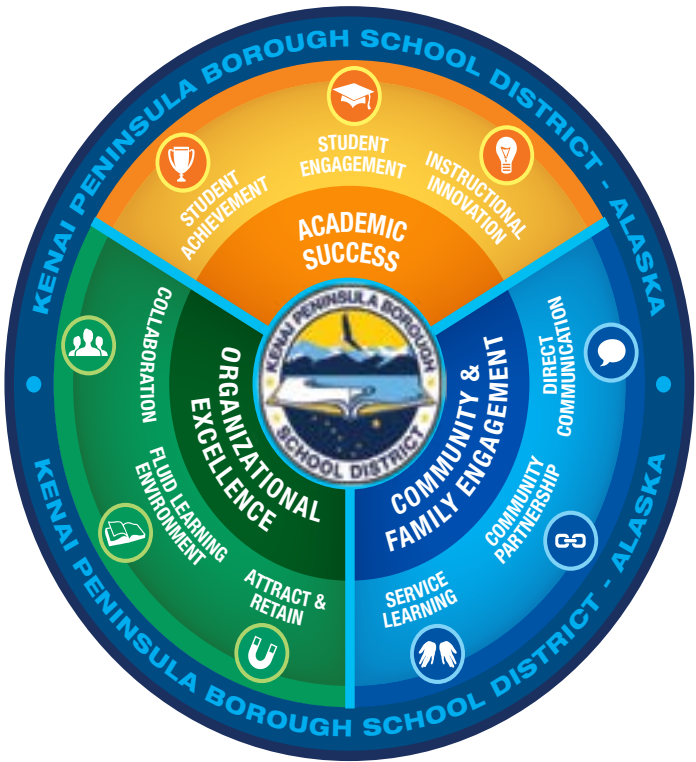 KENAI PENINSULA BOROUGH SCHOOL DISTRICT - ALASKA
STUDENT
ACHIEVEMENT
STUDENT
ENGAGEMENT
INSTRUCTIONAL
INNOVATION
ACADEMIC
SUCCESS
COLLABORATION
FLUID LEARNING
ENVIRONMENT
ATTRACT &
RETAIN
ORGANIZATIONAL
EXCELLENCE
KENAI PENINSULA BOROUGH
SCHOOL DISTRICT
COMMUNITY &
FAMILY ENGAGEMENT
DIRECT
COMMUNICATION
COMMUNITY
PARTNERSHIP
SERVICE
LEARNING
KENAI PENINSULA BOROUGH SCHOOL DISTRICT - ALASKA